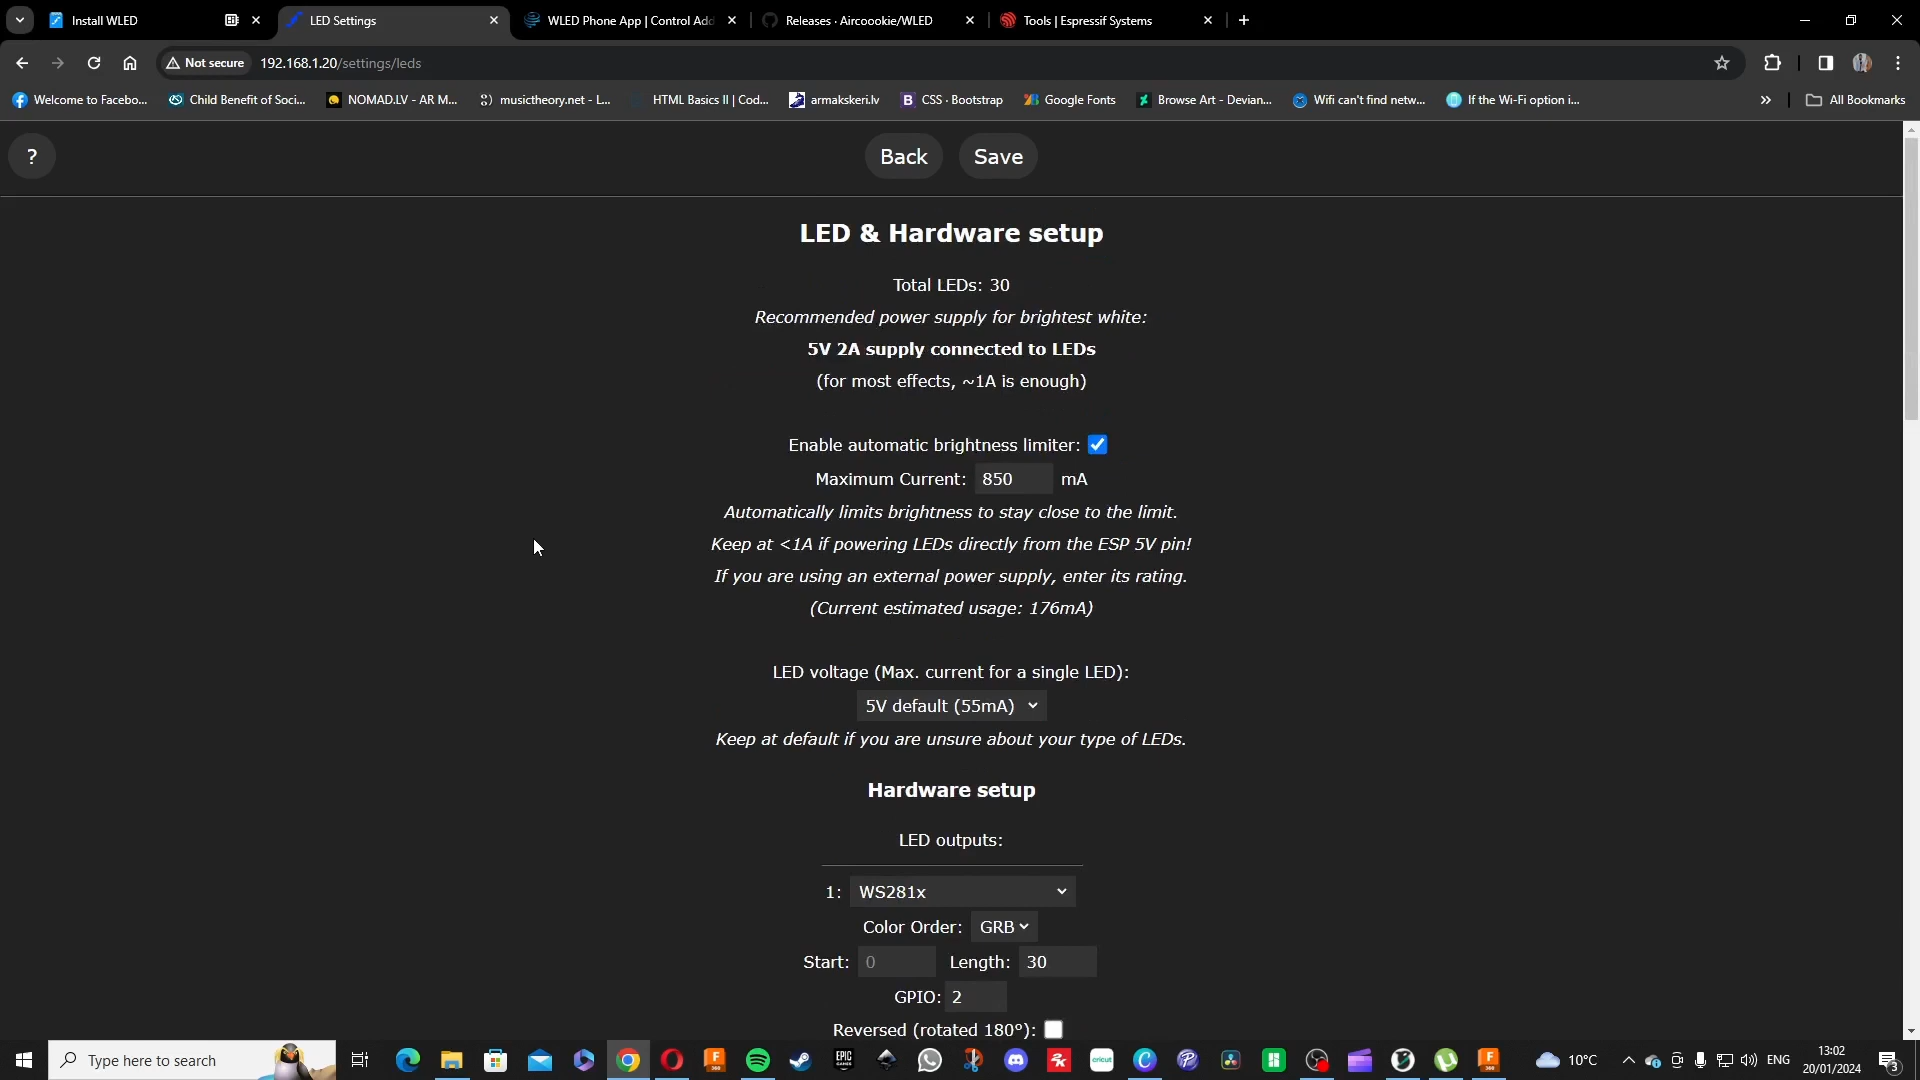 Install WLED
LED Settings
WLED Phone App | Control Add
Releases · Aircoookie/WLED
Tools | Espressif Systems
Not secure
192.168.1.20/settings/leds
Welcome to Facebo...
Child Benefit of Soci...
NOMAD.LV - AR M...
musictheory.net - L...
HTML Basics II | Cod...
armakskeri.lv
CSS · Bootstrap
Google Fonts
Browse Art - Devian...
Wifi can't find netw...
If the Wi-Fi option i...
»
All Bookmarks
?
Back
Save
LED & Hardware setup
Total LEDs: 30
Recommended power supply for brightest white:
5V 2A supply connected to LEDs
(for most effects, ~1A is enough)
Enable automatic brightness limiter:
Maximum Current: 850 mA
Automatically limits brightness to stay close to the limit.
Keep at <1A if powering LEDs directly from the ESP 5V pin!
If you are using an external power supply, enter its rating.
(Current estimated usage: 176mA)
LED voltage (Max. current for a single LED):
5V default (55mA)
Keep at default if you are unsure about your type of LEDs.
Hardware setup
LED outputs:
1: WS281x
Color Order: GRB
Start: 0 Length: 30
GPIO: 2
Reversed (rotated 180°):
Type here to search
10°C
ENG
13:02
20/01/2024
3